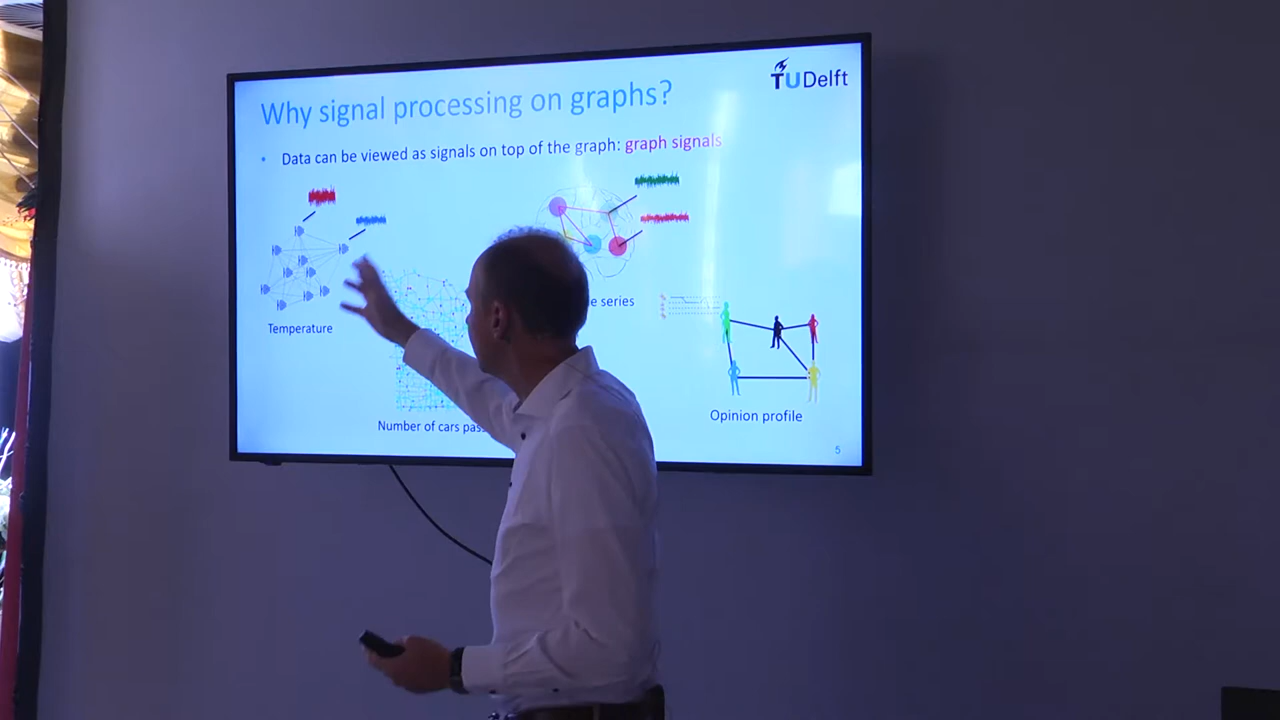 TUDelft
Why signal processing on graphs?
• Data can be viewed as signals on top of the graph: graph signals
Temperature
series
Number of cars
Opinion profile
5